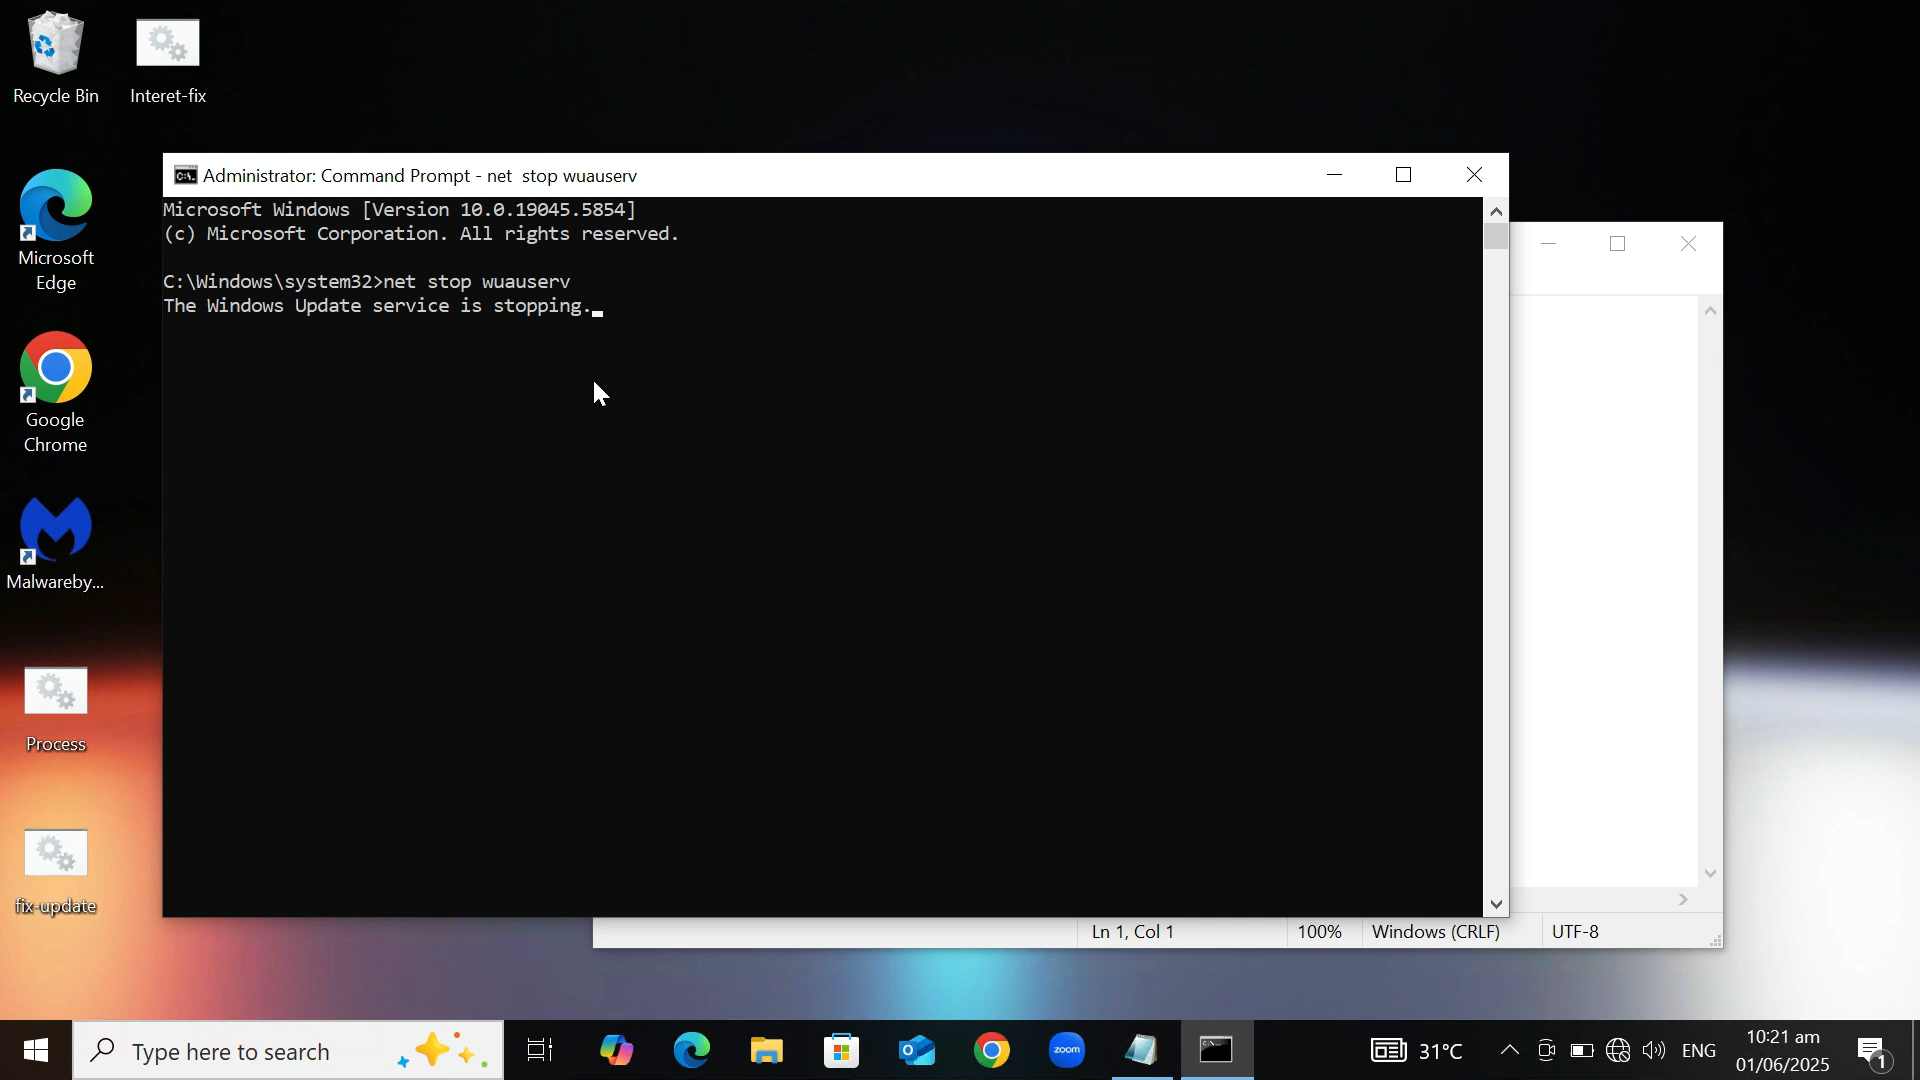 Recycle Bin
Interet-fix
Microsoft
Edge
Google
Chrome
Malwareby...
Process
fix-update
C:\.
Administrator: Command Prompt - net  stop wuauserv
Microsoft Windows [Version 10.0.19045.5854]
(c) Microsoft Corporation. All rights reserved.
C:\Windows\system32>net stop wuauserv
The Windows Update service is stopping.
Ln 1, Col 1
100%
Windows (CRLF)
UTF-8
Type here to search
zoom
31°C
ENG
10:21 am
01/06/2025
1